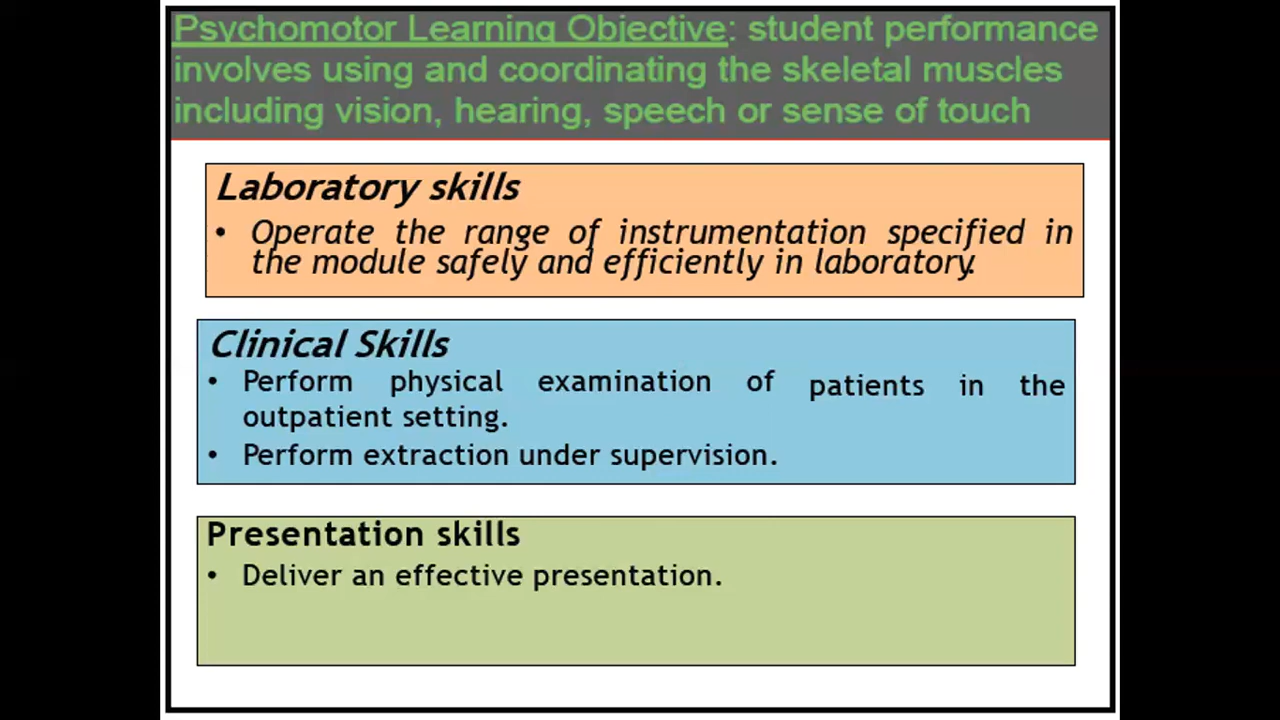 Psychomotor Learning Objective: student performance
involves using and coordinating the skeletal muscles
including vision, hearing, speech or sense of touch
Laboratory skills
• Operate the range of instrumentation specified in
the module safely and efficiently in laboratory.
Clinical Skills
• Perform physical examination of patients in the
outpatient setting.
• Perform extraction under supervision.
Presentation skills
• Deliver an effective presentation.